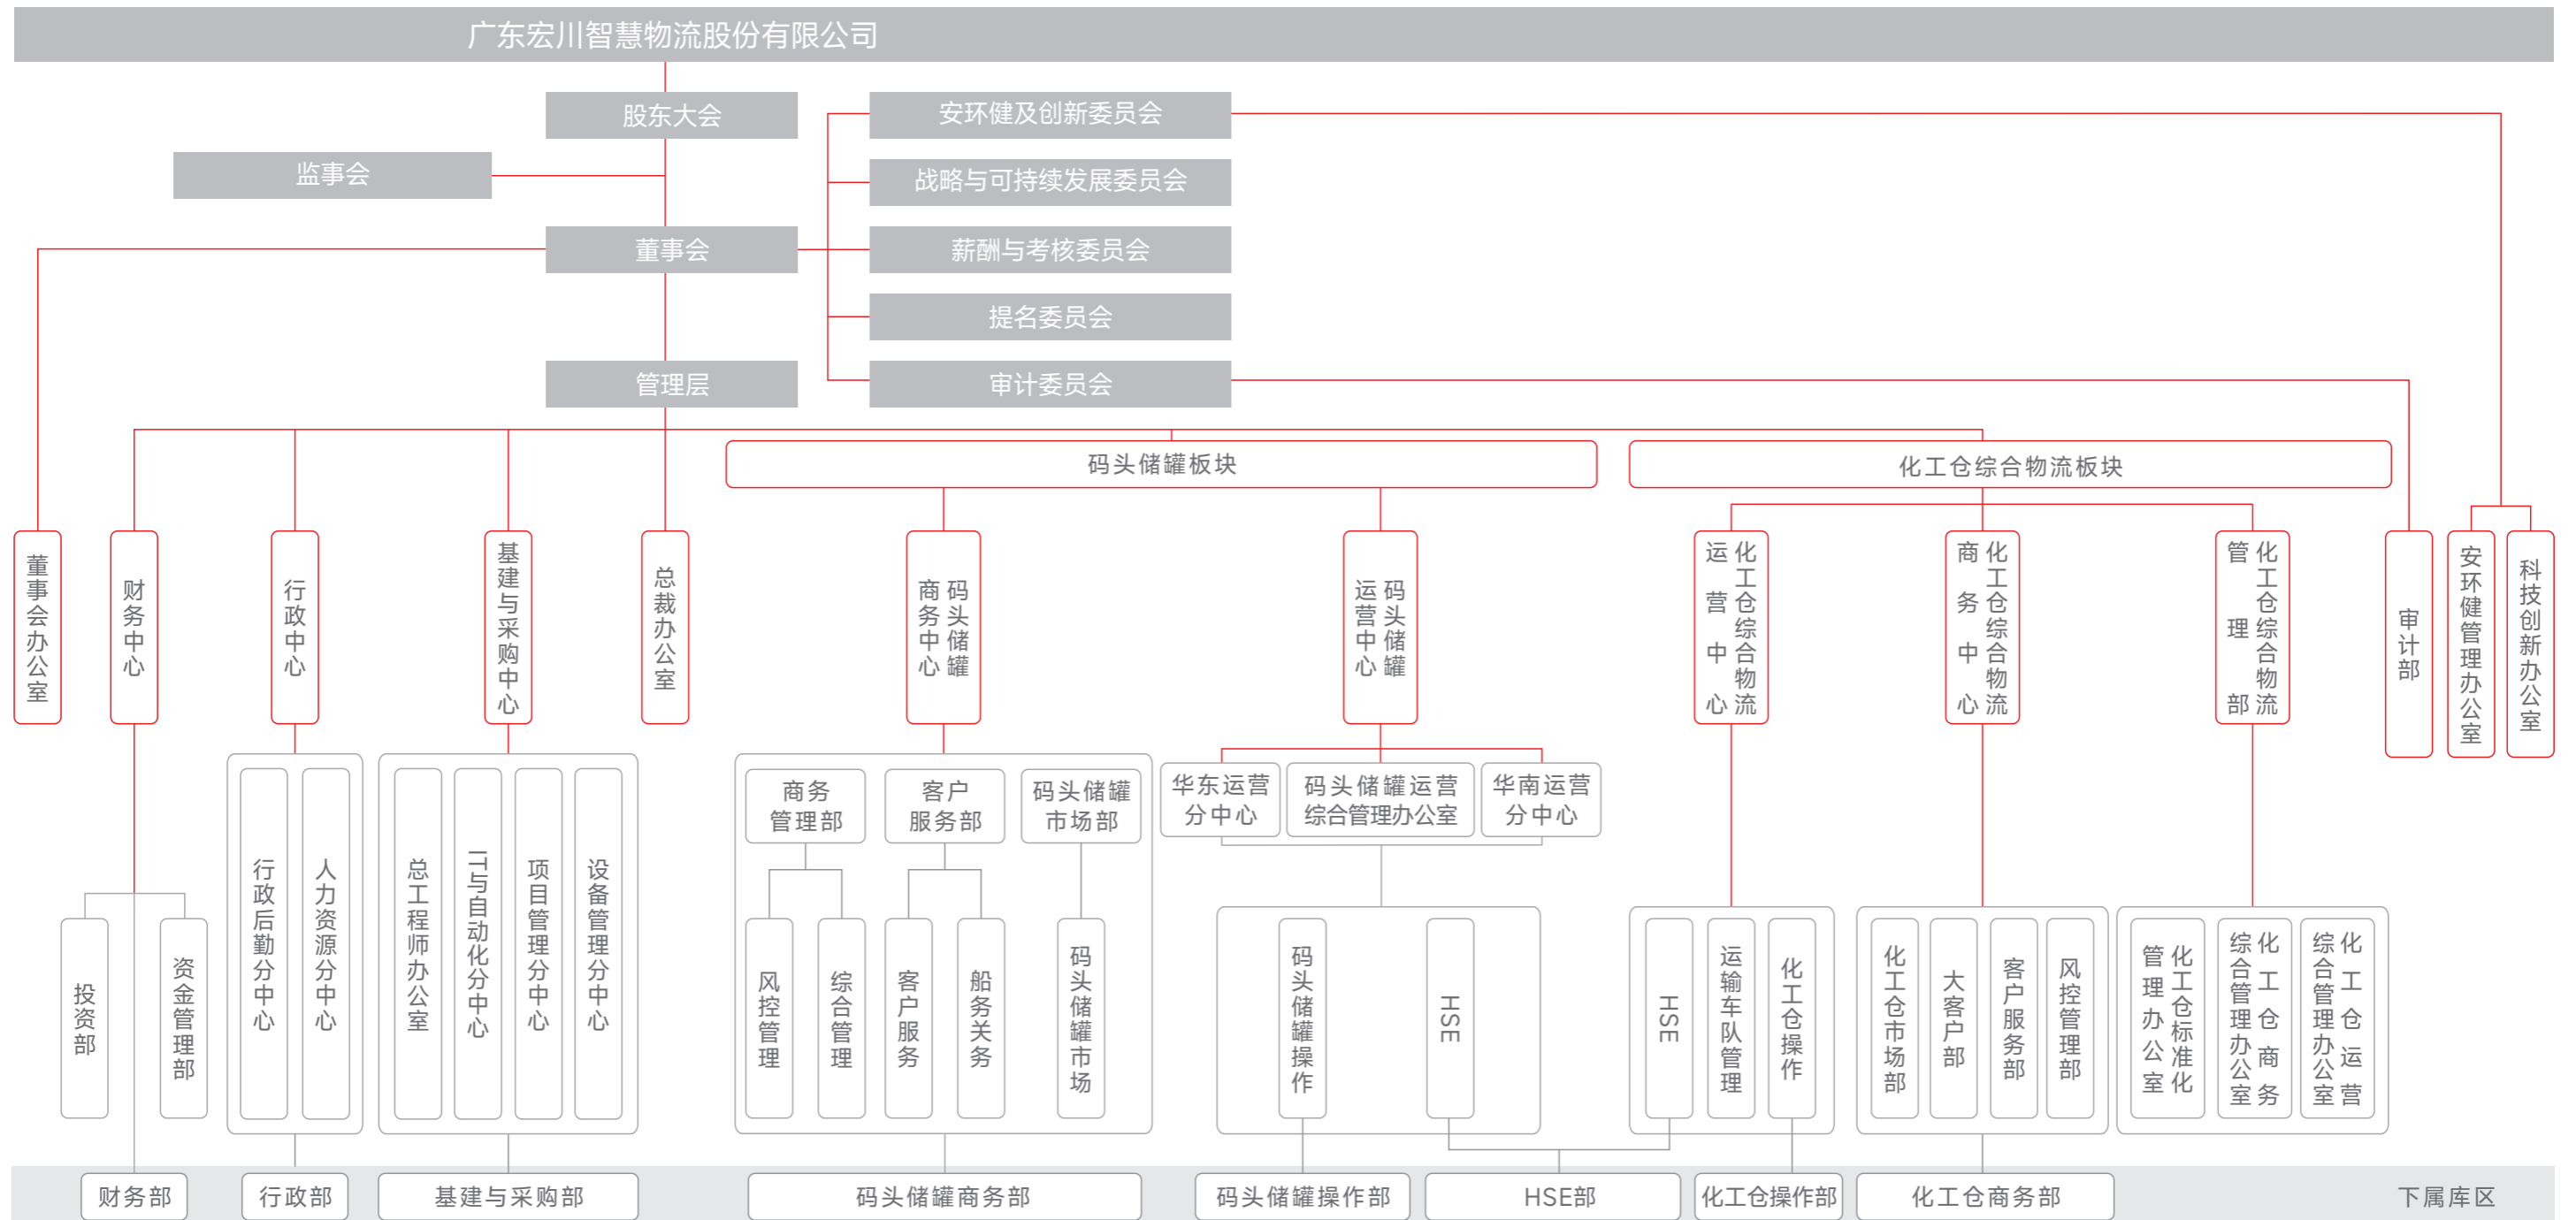 广东宏川智慧物流股份有限公司
股东大会
安环健及创新委员会
监事会
战略与可持续发展委员会
董事会
薪酬与考核委员会
提名委员会
管理层
审计委员会
码头储罐板块
化工仓综合物流板块
董事会办公室
财务中心
行政中心
基建与采购中心
总裁办公室
码头储罐
商务中心
码头储罐
运营中心
化工仓综合物流
运营中心
化工仓综合物流
商务中心
化工仓综合物流
管理部
审计部
安环健管理办公室
科技创新办公室
商务
管理部
客户
服务部
码头储罐
市场部
华东运营
分中心
码头储罐运营
综合管理办公室
华南运营
分中心
投资部
资金管理部
行政后勤分中心
人力资源分中心
总工程师办公室
IT与自动化分中心
项目管理分中心
设备管理分中心
风控管理
综合管理
客户服务
船务关务
码头储罐市场
码头储罐操作
HSE
HSE
运输车队管理
化工仓操作
化工仓市场部
大客户部
客户服务部
风控管理部
化工仓标准化
管理办公室
化工仓商务
综合管理办公室
化工仓运营
综合管理办公室
财务部
行政部
基建与采购部
码头储罐商务部
码头储罐操作部
HSE部
化工仓操作部
化工仓商务部
下属库区